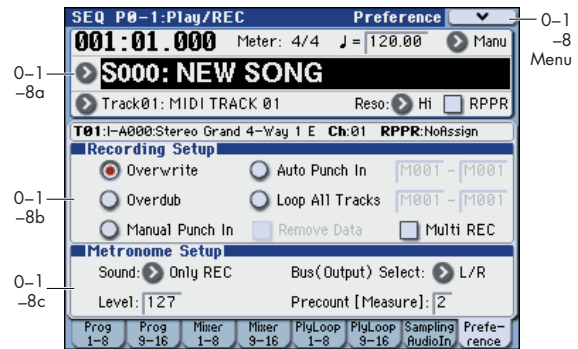 SEQ P0-1:Play/REC Preference
0–1
–8
Menu
001:01.000 Meter: 4/4 ♩= 120.00 Manu
0–1
–8a
S000: NEW SONG
Track01: MIDI TRACK 01 Reso: Hi RPPR
T01:I-A000:Stereo Grand 4-Way 1 E Ch:01 RPPR:NoAssign
Recording Setup
0–1
–8b
Overwrite Auto Punch In M001 - M001
Overdub Loop All Tracks M001 - M001
Manual Punch In Remove Data Multi REC
Metronome Setup
0–1
–8c
Sound: Only REC Bus(Output) Select: L/R
Level: 127 Precount [Measure]: 2
Prog 1-8 Prog 9-16 Mixer 1-8 Mixer 9-16 PlyLoop 1-8 PlyLoop 9-16 Sampling AudioIn Prefe- rence